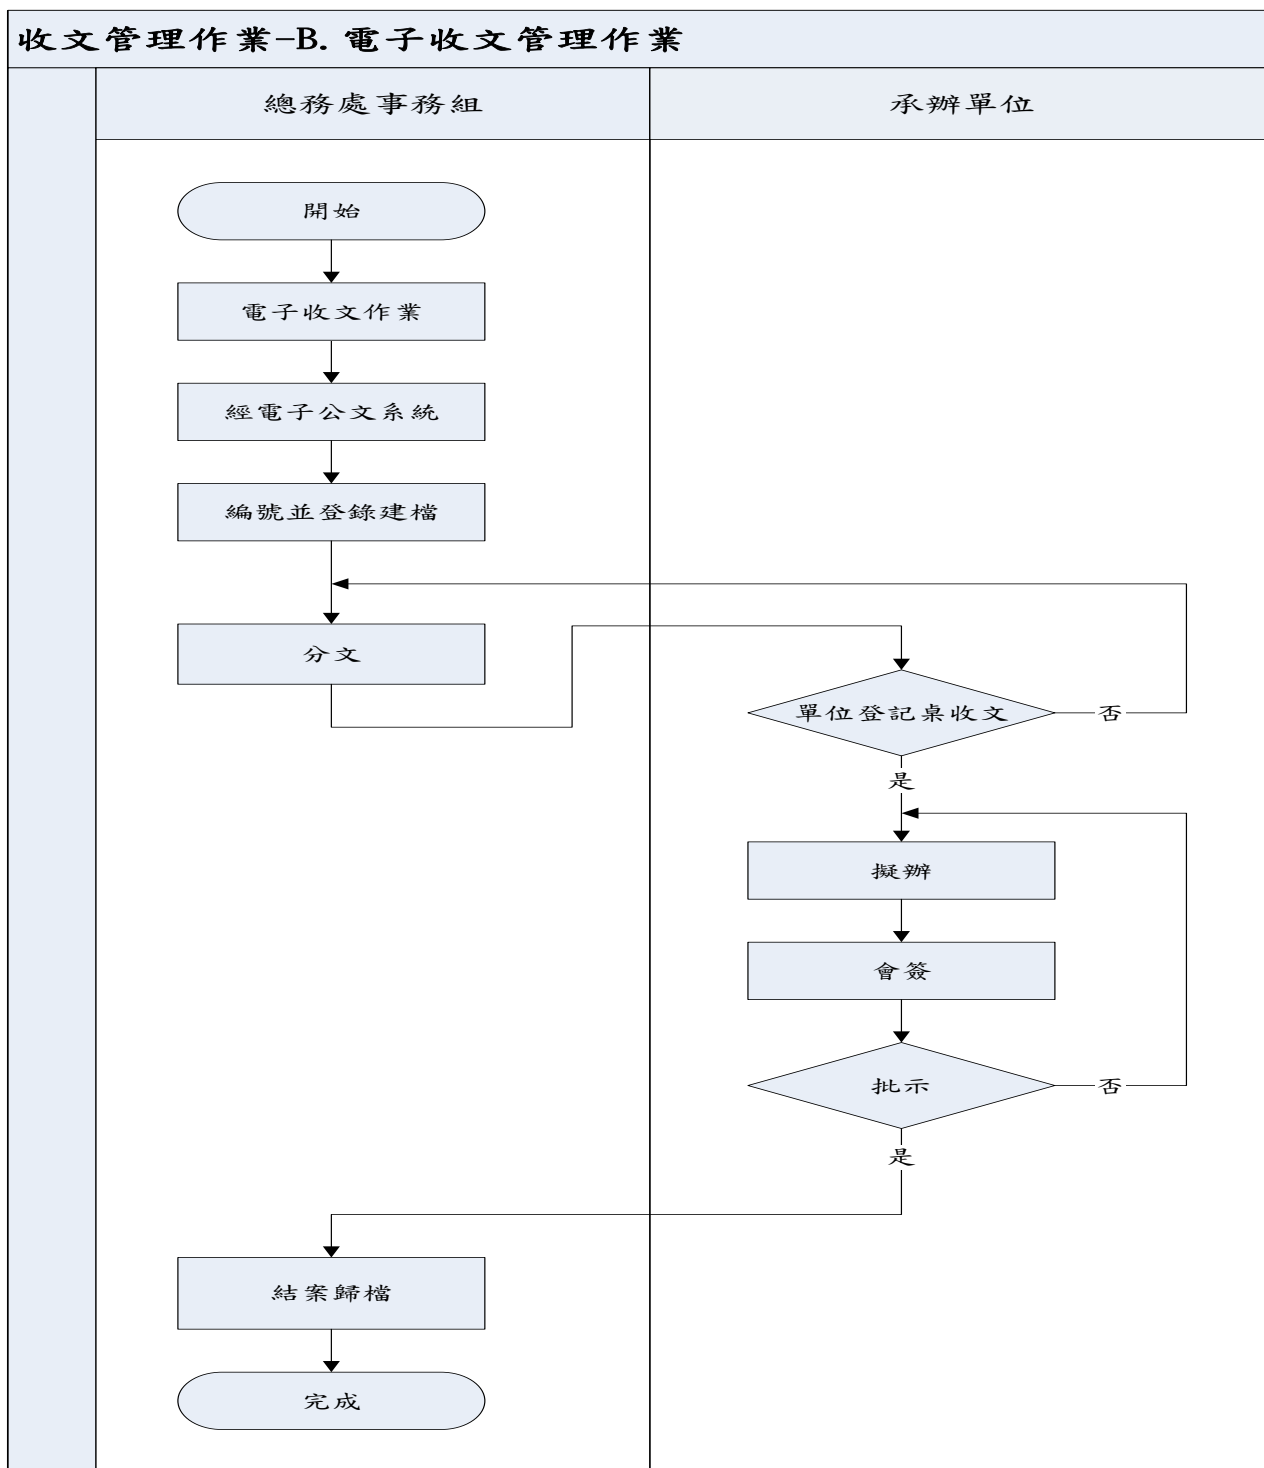 收文管理作業-B. 電子收文管理作業
總務處事務組
承辦單位
開始
電子收文作業
經電子公文系統
編號並登錄建檔
分文
單位登記桌收文
否
是
擬辦
會簽
批示
否
是
結案歸檔
完成